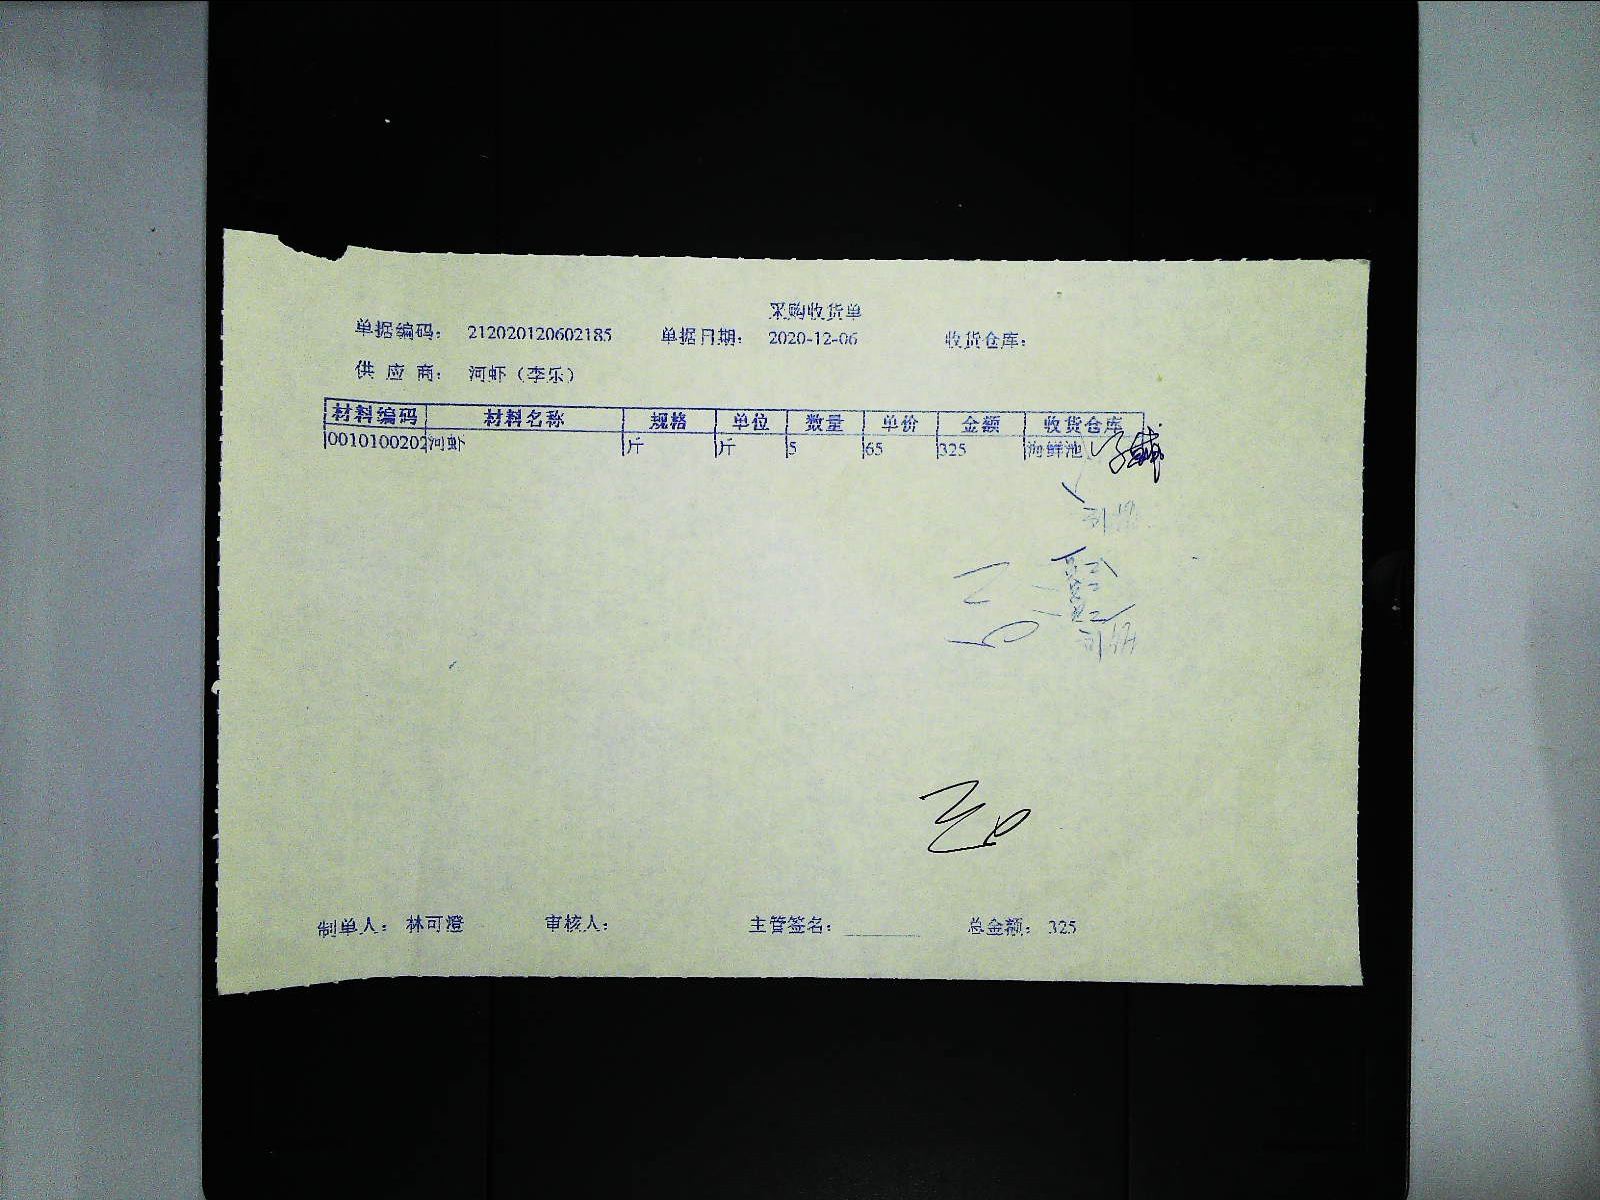 采购收货单
单据编码： 212020120602185 单据日期： 2020-12-06 收货仓库：
供 应 商： 河虾（李乐）
材料编码 材料名称 规格 单位 数量 单价 金额 收货仓库
0010100202 河虾 斤 斤 5 65 325 海鲜池
制单人： 林可澄 审核人： 主管签名： 总金额： 325